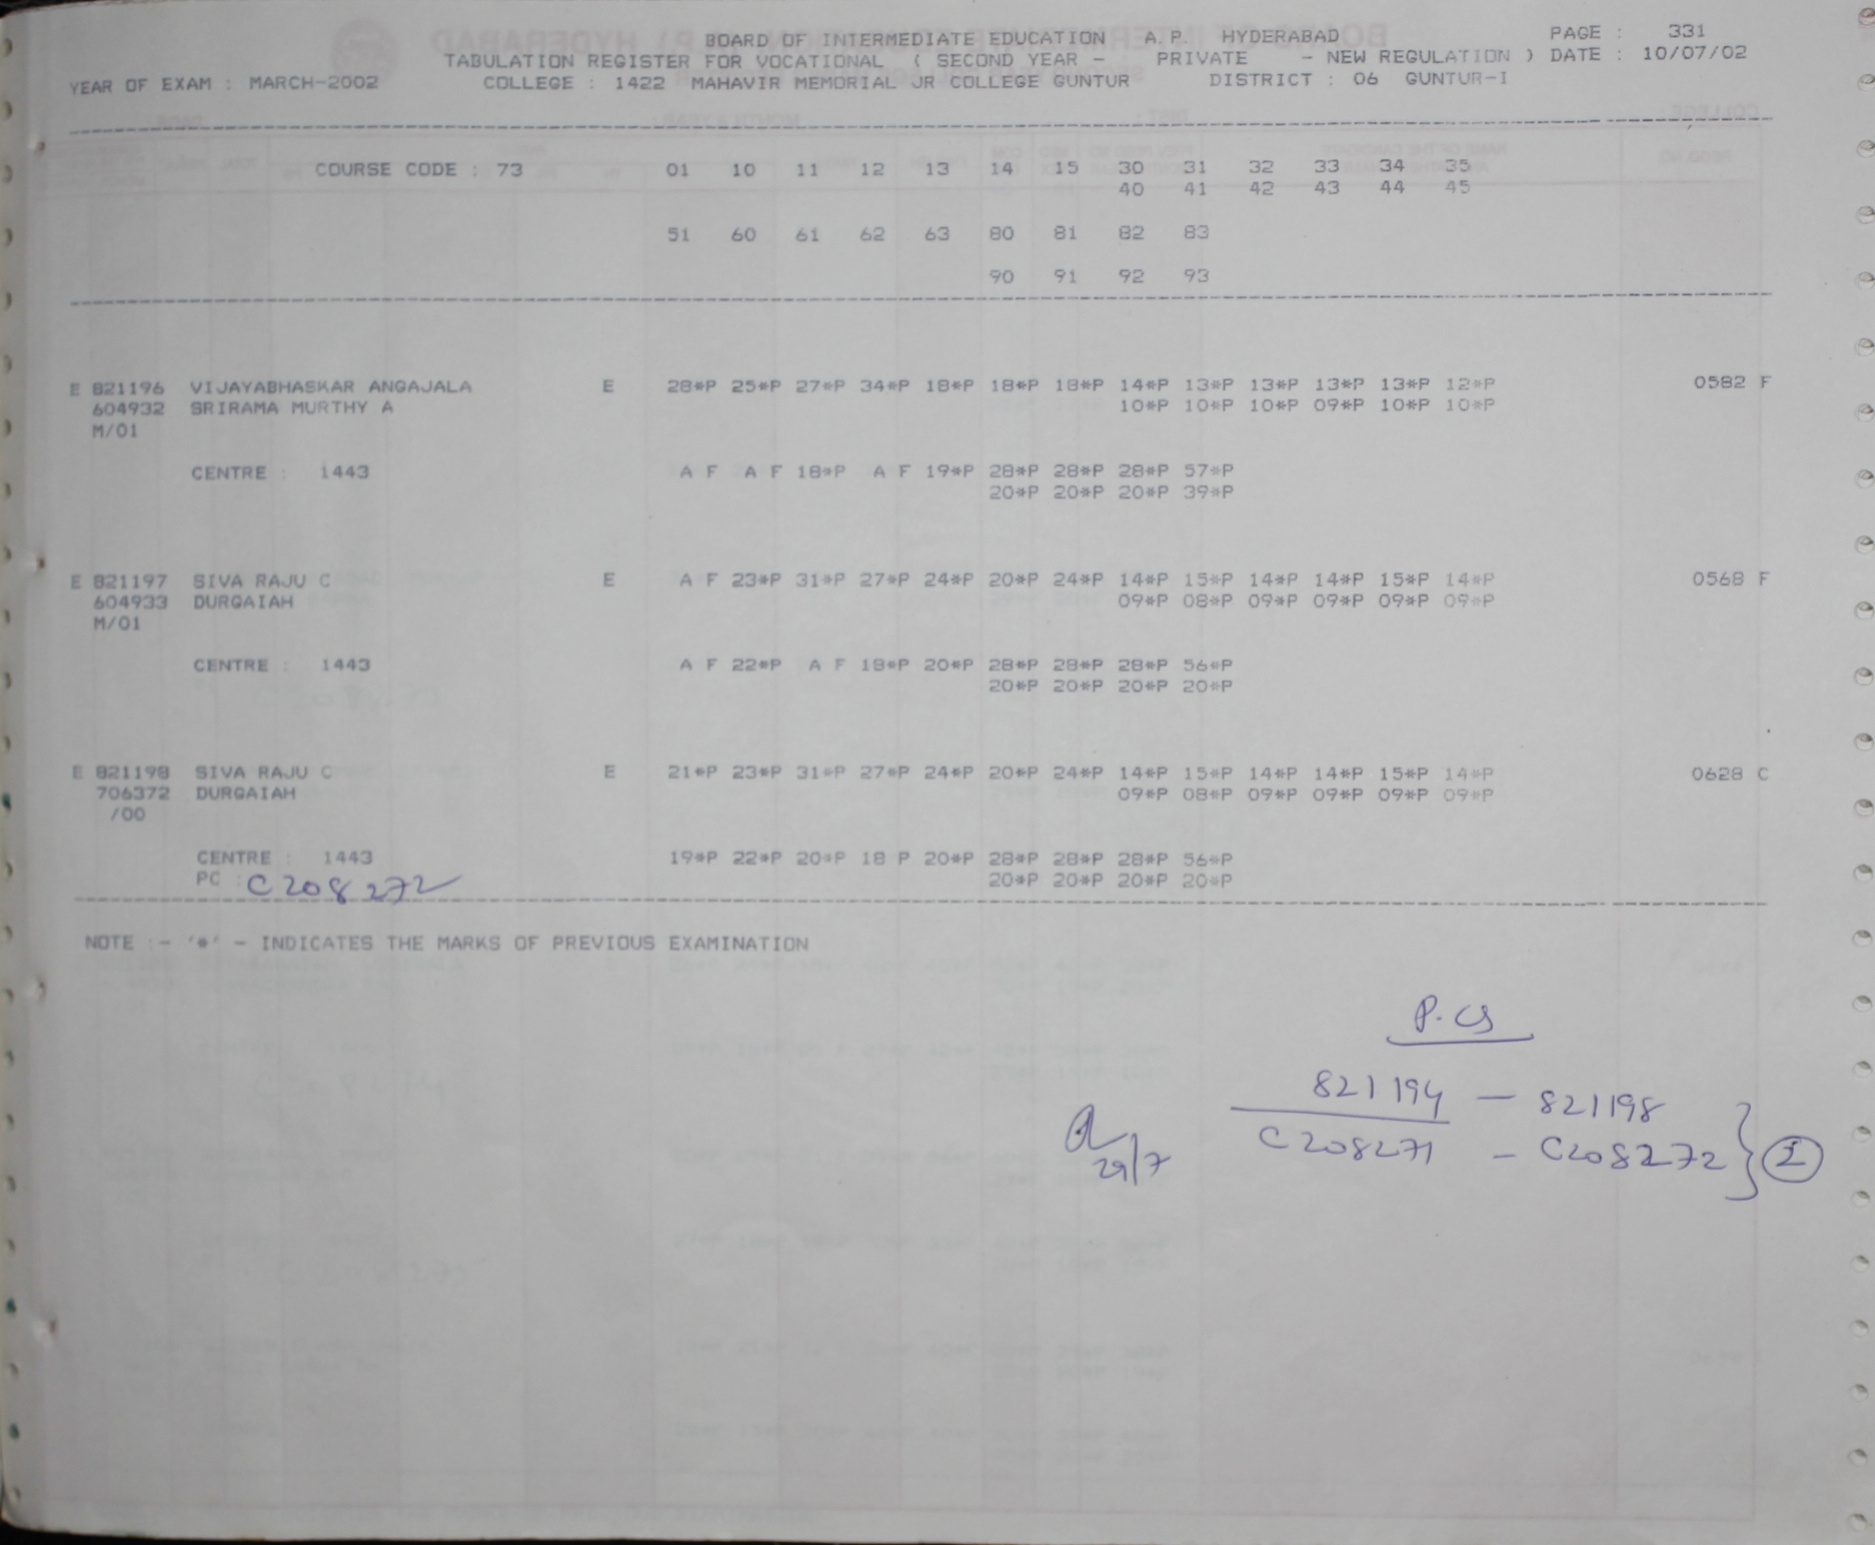 BOARD OF INTERMEDIATE EDUCATION A.P. HYDERABAD PAGE : 331
TABULATION REGISTER FOR VOCATIONAL ( SECOND YEAR - PRIVATE - NEW REGULATION ) DATE : 10/07/02
YEAR OF EXAM : MARCH-2002 COLLEGE : 1422 MAHAVIR MEMORIAL JR COLLEGE GUNTUR DISTRICT : 06 GUNTUR-I
COURSE CODE : 73 01 10 11 12 13 14 15 30 31 32 33 34 35
40 41 42 43 44 45
51 60 61 62 63 80 81 82 83
90 91 92 93
E 821196 VIJAYABHASKAR ANGAJALA E 28*P 25*P 27*P 34*P 18*P 18*P 18*P 14*P 13*P 13*P 13*P 13*P 12*P 0582 F
604932 SRIRAMA MURTHY A 10*P 10*P 10*P 09*P 10*P 10*P
M/01
CENTRE : 1443 A F A F 18*P A F 19*P 28*P 28*P 28*P 57*P
20*P 20*P 20*P 39*P
E 821197 SIVA RAJU C E A F 23*P 31*P 27*P 24*P 20*P 24*P 14*P 15*P 14*P 14*P 15*P 14*P 0568 F
604933 DURGAIAH 09*P 08*P 09*P 09*P 09*P 09*P
M/01
CENTRE : 1443 A F 22*P A F 18*P 20*P 28*P 28*P 28*P 56*P
20*P 20*P 20*P 20*P
E 821198 SIVA RAJU C E 21*P 23*P 31*P 27*P 24*P 20*P 24*P 14*P 15*P 14*P 14*P 15*P 14*P 0628 C
706372 DURGAIAH 09*P 08*P 09*P 09*P 09*P 09*P
/00
CENTRE : 1443 19*P 22*P 20*P 18 P 20*P 28*P 28*P 28*P 56*P
PC : C208272 20*P 20*P 20*P 20*P
NOTE :- '*' - INDICATES THE MARKS OF PREVIOUS EXAMINATION
P.Cs
821194 - 821198
C208271 - C208272 } 2
29/7